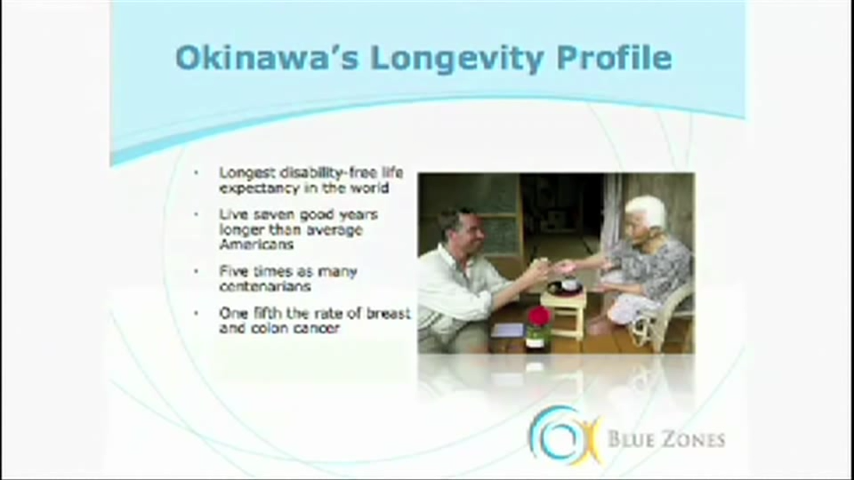 Okinawa's Longevity Profile
· Longest disability-free life
expectancy in the world
· Live seven good years
longer than average
Americans
· Five times as many
centenarians
· One fifth the rate of breast
and colon cancer
BLUE ZONES